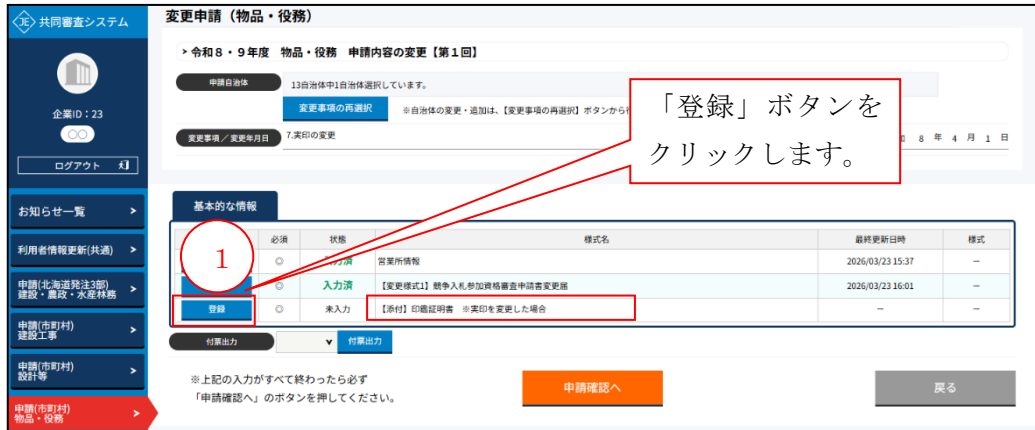 JE 共同審査システム
企業ID:23
○○
ログアウト
お知らせ一覧 >
利用者情報更新(共通) >
申請(北海道発注3部)
建設・農政・水産林務 >
申請(市町村)
建設工事 >
申請(市町村)
設計等 >
申請(市町村)
物品・役務 >
変更申請(物品・役務)
> 令和8・9年度 物品・役務 申請内容の変更【第1回】
申請自治体 13自治体中1自治体選択しています。
変更事項の再選択 ※自治体の変更・追加は、【変更事項の再選択】ボタンから
変更事項/変更年月日 7.実印の変更 8 年 4 月 1 日
「登録」ボタンを
クリックします。
基本的な情報
必須 状態 様式名 最終更新日時 様式
1 ◎ 入力済 営業所情報 2026/03/23 15:37 −
◎ 入力済 【変更様式1】競争入札参加資格審査申請書変更届 2026/03/23 16:01 −
登録 ◎ 未入力 【添付】印鑑証明書 ※実印を変更した場合 − −
付票出力 付票出力
※上記の入力がすべて終わったら必ず
「申請確認へ」のボタンを押してください。
申請確認へ 戻る